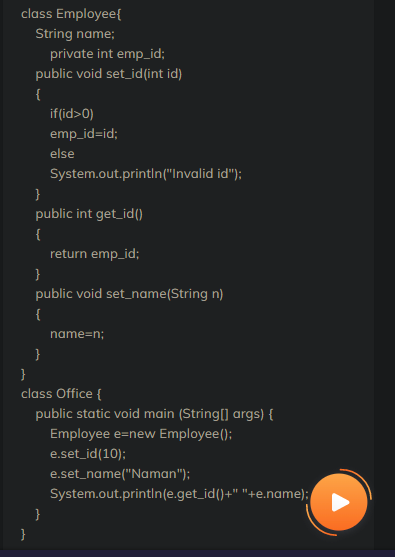 class Employee{
String name;
private int emp_id;
public void set_id(int id)
{
if(id>0)
emp_id=id;
else
System.out.println("Invalid id");
}
public int get_id()
{
return emp_id;
}
public void set_name(String n)
{
name=n;
}
}
class Office {
public static void main (String[] args) {
Employee e=new Employee();
e.set_id(10);
e.set_name("Naman");
System.out.println(e.get_id()+" "+e.name);
}
}